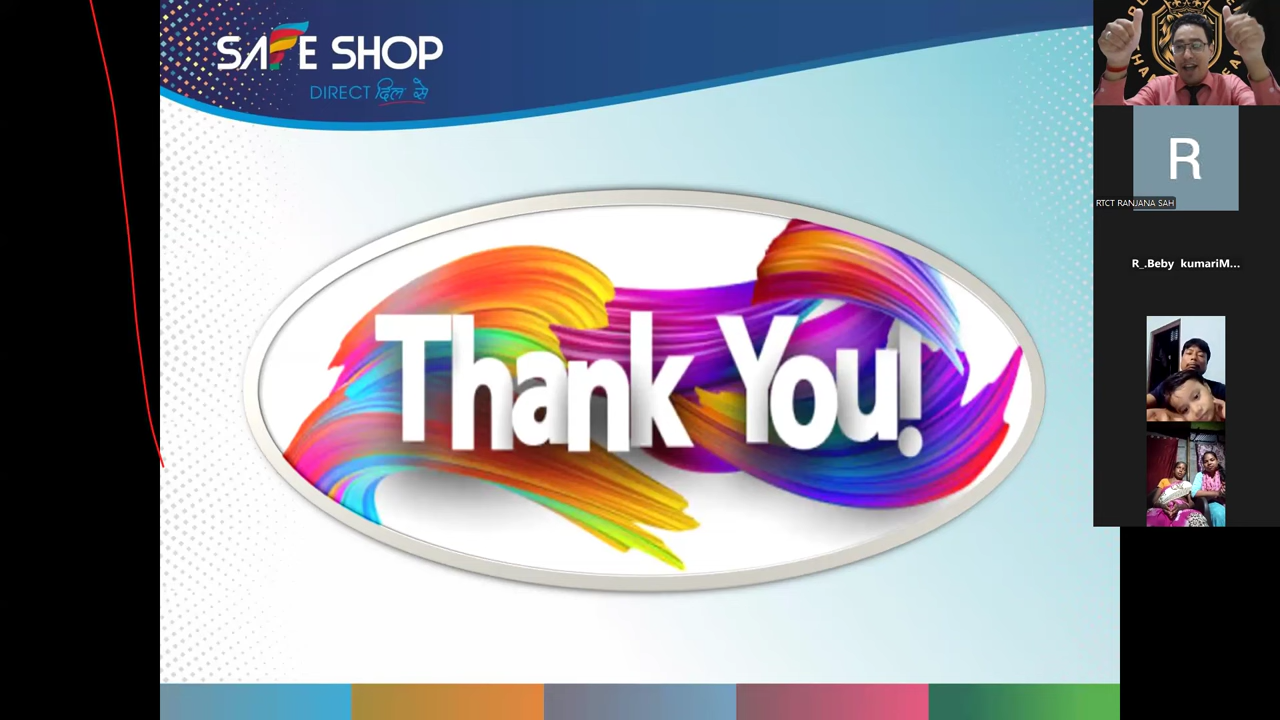 SAFE SHOP
DIRECT दिल से
Thank You!
R
RTCT RANJANA SAH
R_.Beby kumariM...